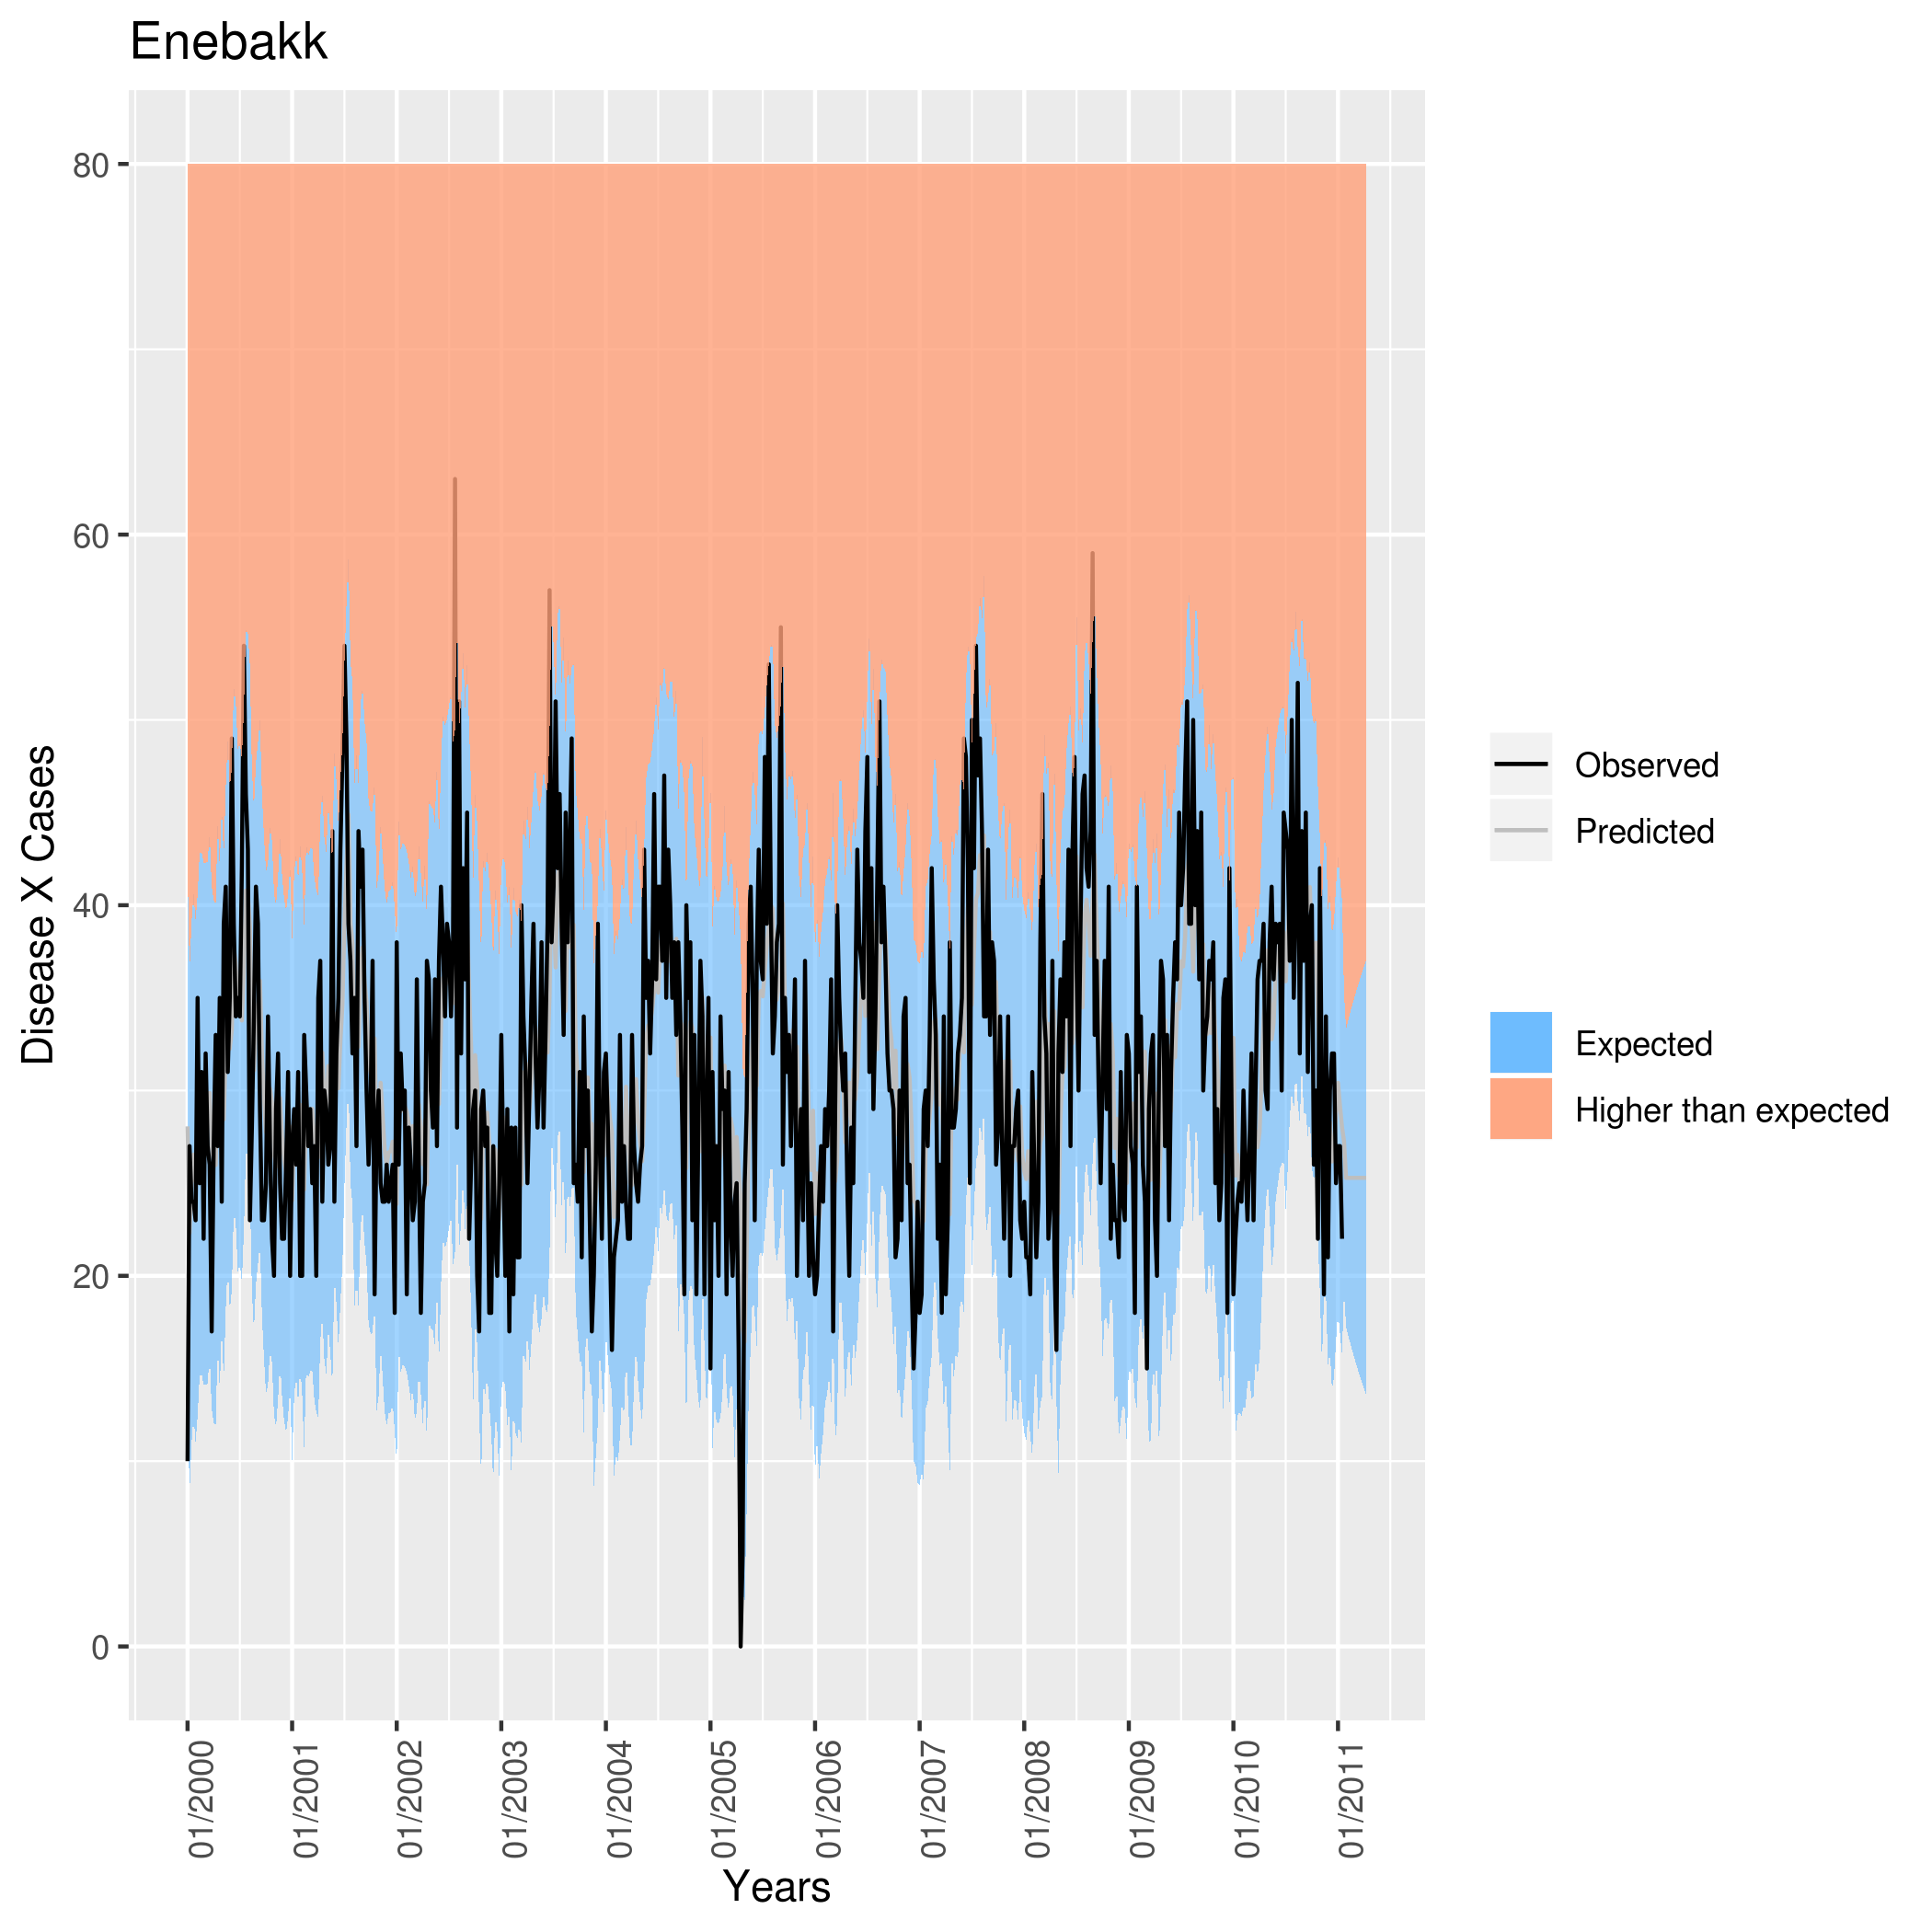 Enebakk
80
60
40
20
0
Disease X Cases
01/2000
01/2001
01/2002
01/2003
01/2004
01/2005
01/2006
01/2007
01/2008
01/2009
01/2010
01/2011
Years
Observed
Predicted
Expected
Higher than expected